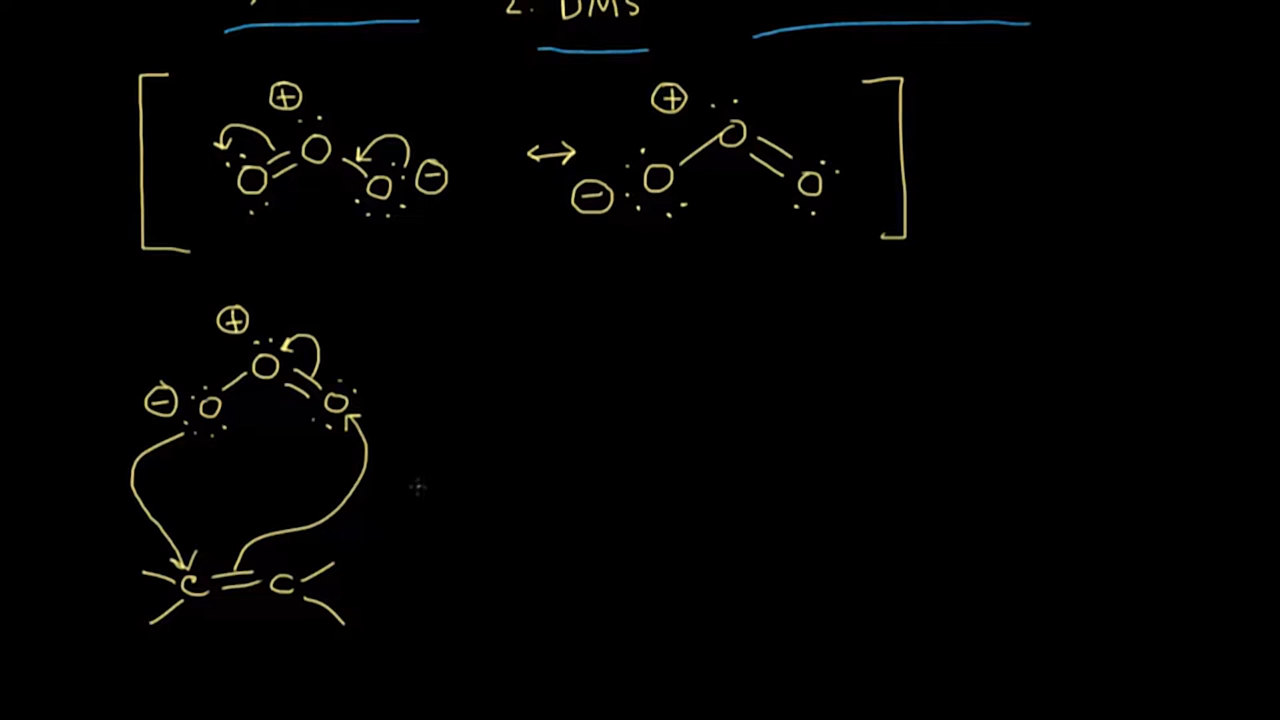 2. DMS
⊕ ⊕
O O O ⊖ ↔ ⊖ O O O
⊕
⊖ O O O
C = C